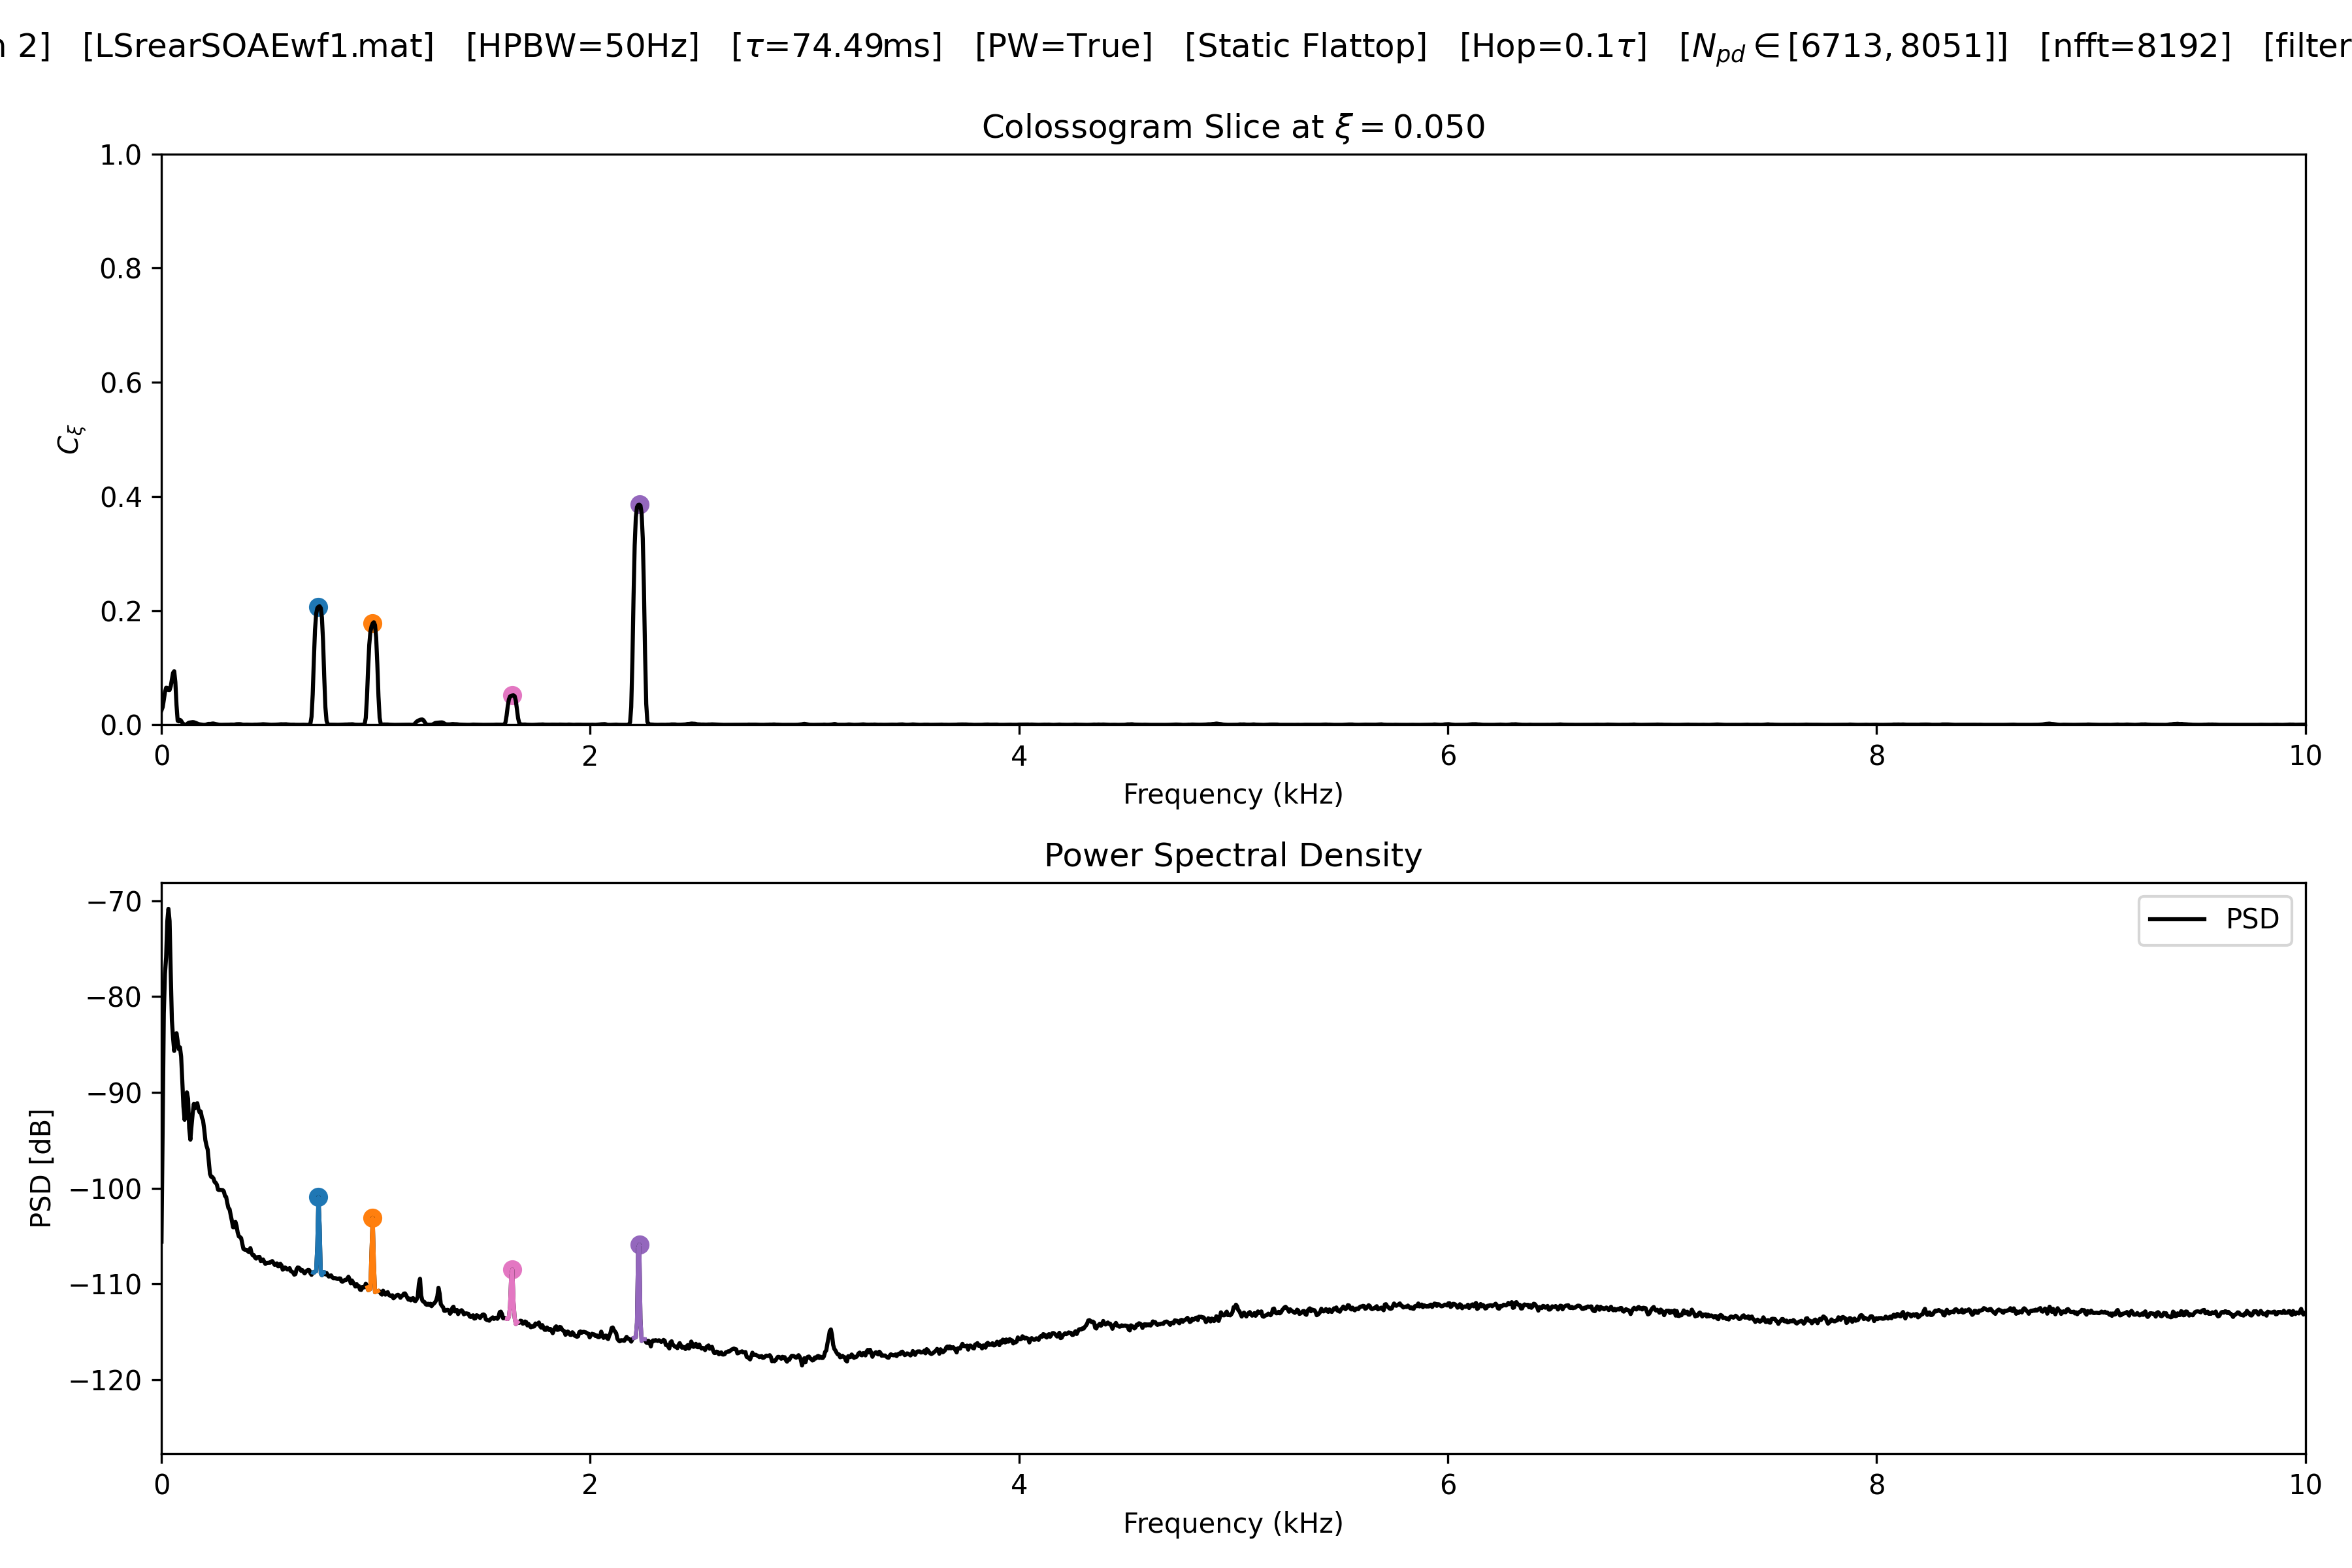 2] [LSrearSOAEwf1.mat] [HPBW=50Hz] [τ=74.49ms] [PW=True] [Static Flattop] [Hop=0.1τ] [N_pd ∈ [6713, 8051]] [nfft=8192] [filter
Colossogram Slice at ξ = 0.050
1.0
0.8
0.6
0.4
0.2
0.0
C_ξ
0 2 4 6 8 10
Frequency (kHz)
Power Spectral Density
PSD
−70
−80
−90
−100
−110
−120
PSD [dB]
0 2 4 6 8 10
Frequency (kHz)